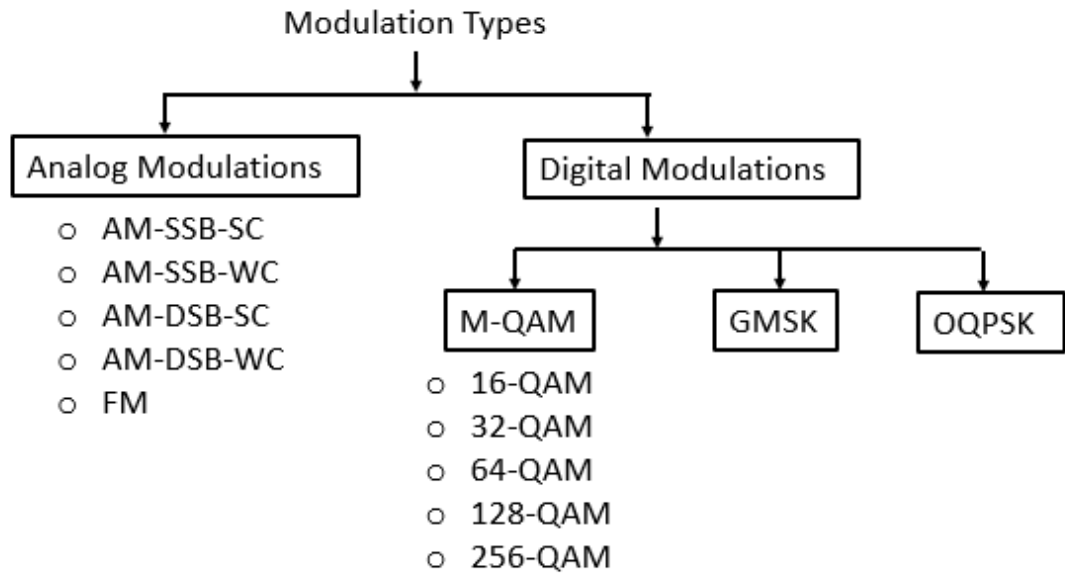 Modulation Types
Analog Modulations
Digital Modulations
o AM-SSB-SC
o AM-SSB-WC
o AM-DSB-SC
o AM-DSB-WC
o FM
M-QAM
GMSK
OQPSK
o 16-QAM
o 32-QAM
o 64-QAM
o 128-QAM
o 256-QAM